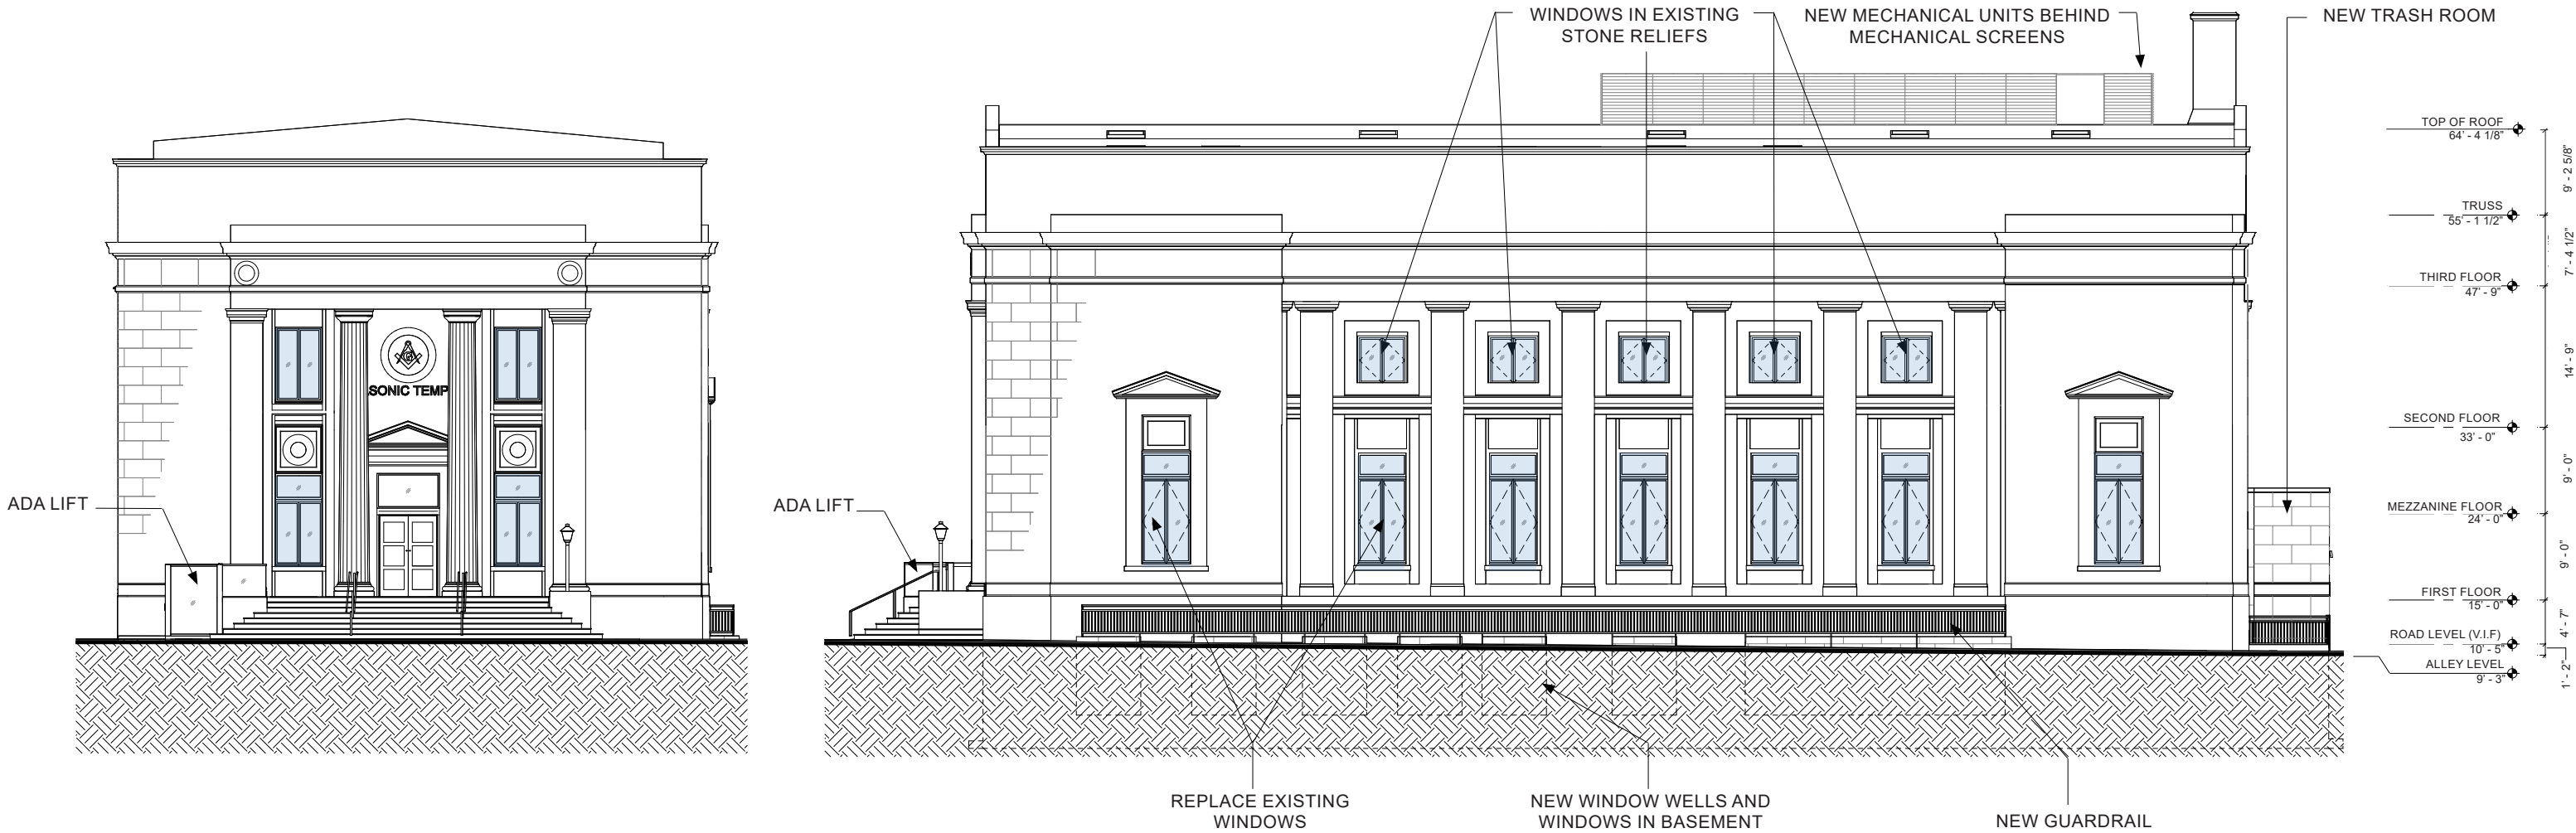 WINDOWS IN EXISTING
STONE RELIEFS
NEW MECHANICAL UNITS BEHIND
MECHANICAL SCREENS
NEW TRASH ROOM
TOP OF ROOF
64' - 4 1/8"
9' - 2 5/8"
TRUSS
55' - 1 1/2"
7' - 4 1/2"
THIRD FLOOR
47' - 9"
14' - 9"
G
SONIC TEMP
SECOND FLOOR
33' - 0"
9' - 0"
ADA LIFT
ADA LIFT
MEZZANINE FLOOR
24' - 0"
9' - 0"
FIRST FLOOR
15' - 0"
4' - 7"
ROAD LEVEL (V.I.F)
10' - 5"
ALLEY LEVEL
9' - 3"
1' - 2"
REPLACE EXISTING
WINDOWS
NEW WINDOW WELLS AND
WINDOWS IN BASEMENT
NEW GUARDRAIL